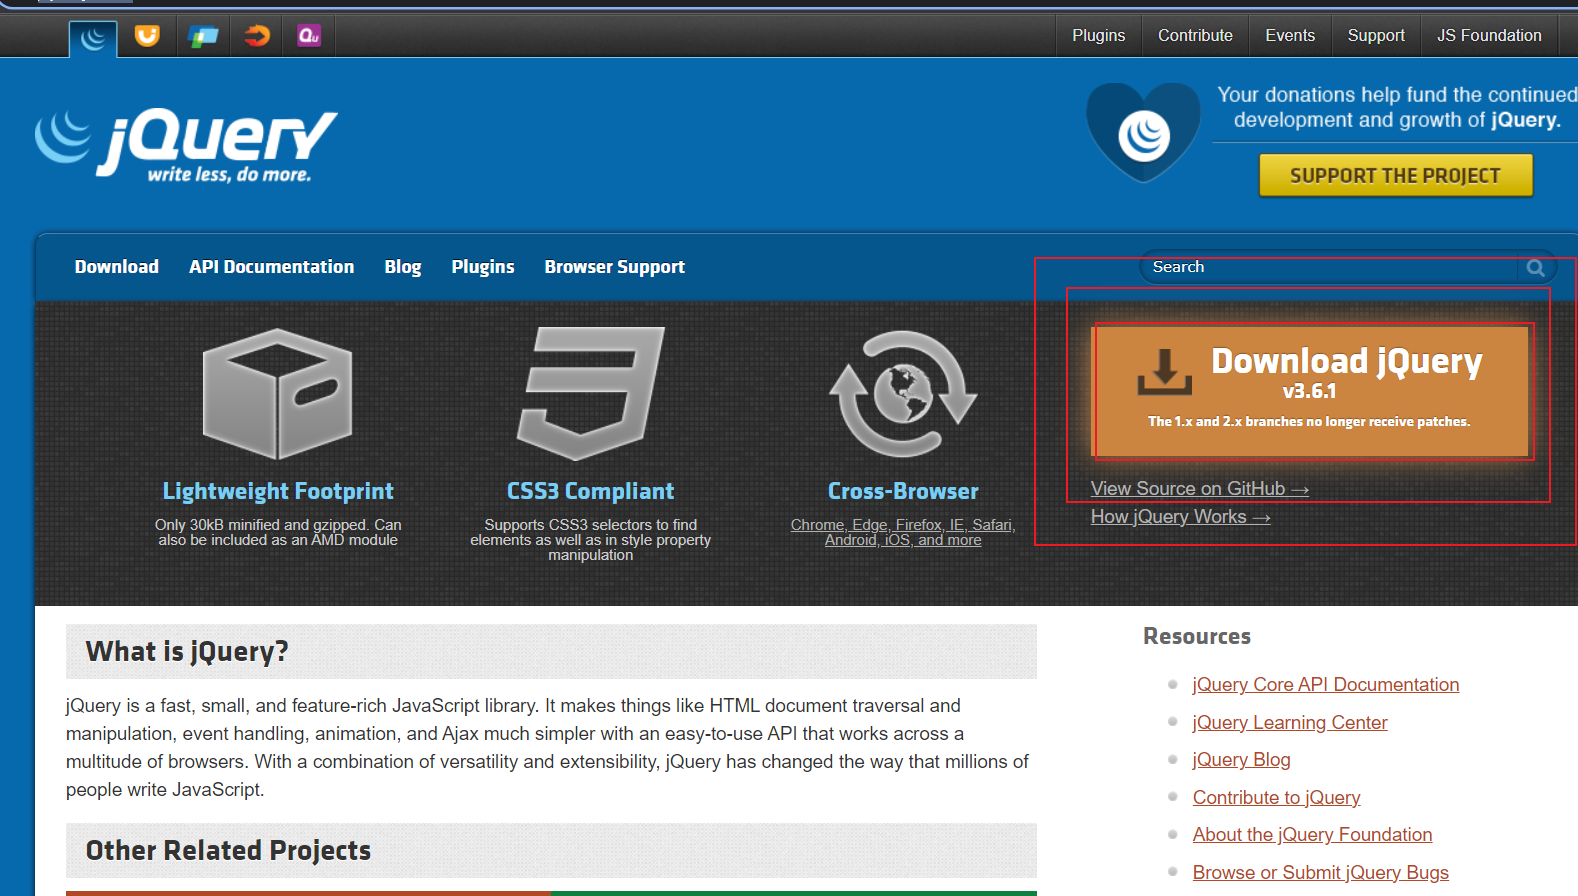 Qu
Plugins
Contribute
Events
Support
JS Foundation
jQuery
write less, do more.
Your donations help fund the continued
development and growth of jQuery.
SUPPORT THE PROJECT
Download
API Documentation
Blog
Plugins
Browser Support
Search
Lightweight Footprint
Only 30kB minified and gzipped. Can
also be included as an AMD module
CSS3 Compliant
Supports CSS3 selectors to find
elements as well as in style property
manipulation
Cross-Browser
Chrome, Edge, Firefox, IE, Safari,
Android, iOS, and more
Download jQuery
v3.6.1
The 1.x and 2.x branches no longer receive patches.
View Source on GitHub →
How jQuery Works →
What is jQuery?
jQuery is a fast, small, and feature-rich JavaScript library. It makes things like HTML document traversal and
manipulation, event handling, animation, and Ajax much simpler with an easy-to-use API that works across a
multitude of browsers. With a combination of versatility and extensibility, jQuery has changed the way that millions of
people write JavaScript.
Other Related Projects
Resources
jQuery Core API Documentation
jQuery Learning Center
jQuery Blog
Contribute to jQuery
About the jQuery Foundation
Browse or Submit jQuery Bugs